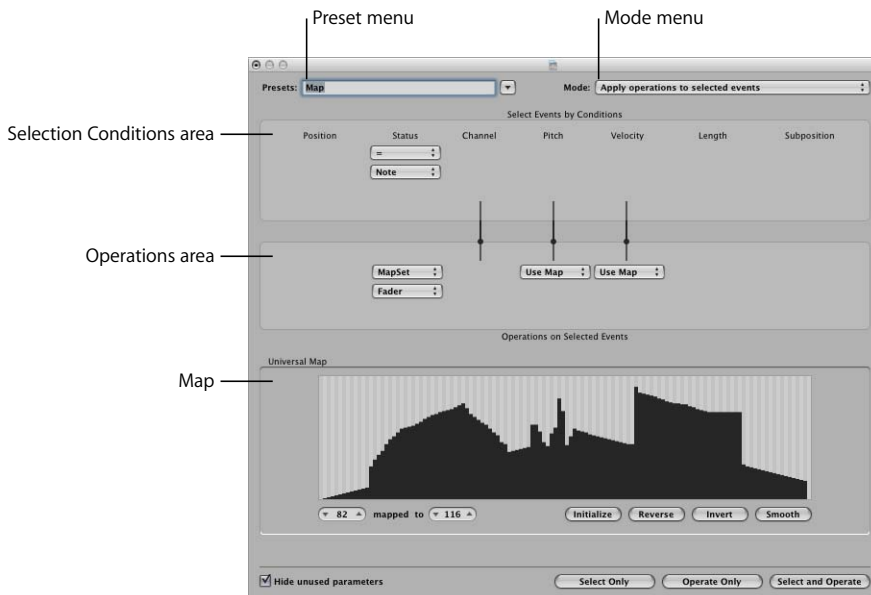 Preset menu
Mode menu
Presets: Map
Mode: Apply operations to selected events
Select Events by Conditions
Selection Conditions area
Position Status Channel Pitch Velocity Length Subposition
=
Note
Operations area
MapSet Use Map Use Map
Fader
Operations on Selected Events
Universal Map
Map
82 mapped to 116 Initialize Reverse Invert Smooth
Hide unused parameters Select Only Operate Only Select and Operate